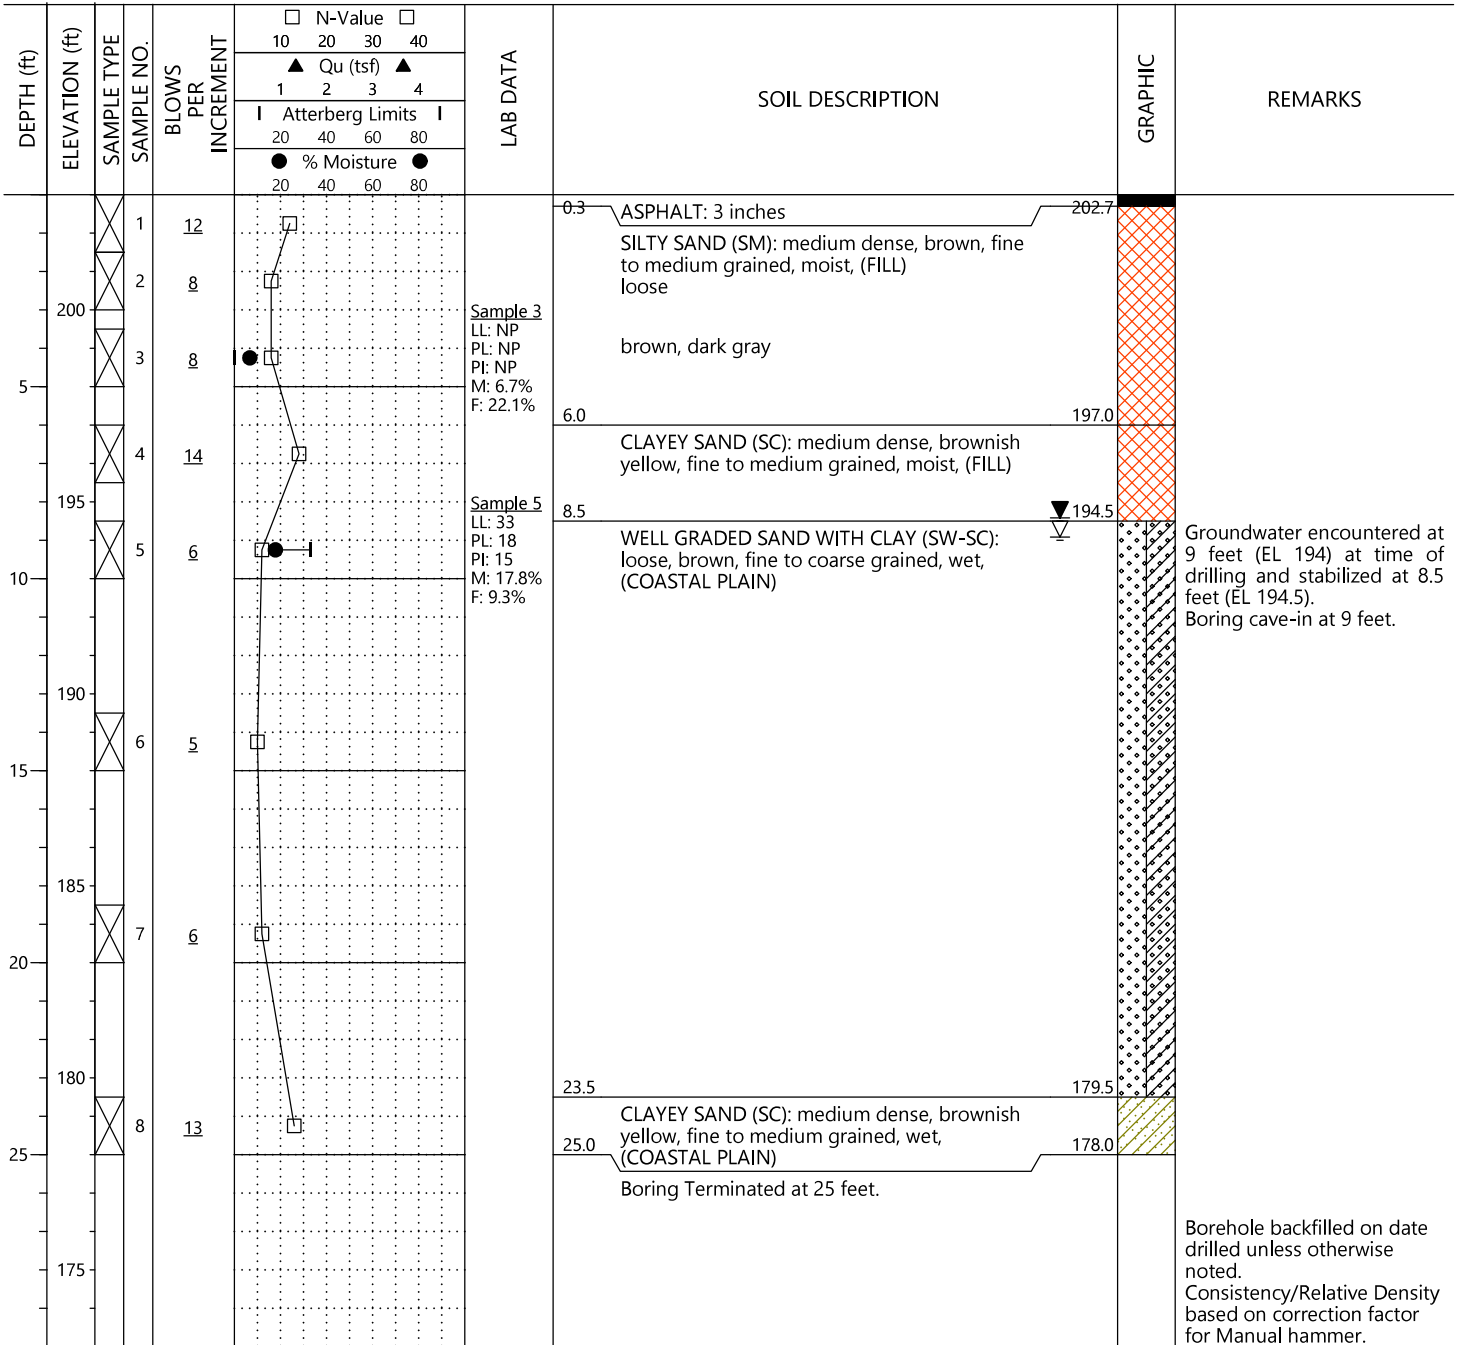 DEPTH (ft)
ELEVATION (ft)
SAMPLE TYPE
SAMPLE NO.
BLOWS
PER
INCREMENT
N-Value
10 20 30 40
Qu (tsf)
1 2 3 4
Atterberg Limits
20 40 60 80
% Moisture
20 40 60 80
LAB DATA
SOIL DESCRIPTION
GRAPHIC
REMARKS
0.3 ASPHALT: 3 inches 202.7
1 12
SILTY SAND (SM): medium dense, brown, fine
to medium grained, moist, (FILL)
loose
2 8
200
Sample 3
LL: NP
PL: NP
PI: NP
M: 6.7%
F: 22.1%
brown, dark gray
3 8
5
6.0 197.0
CLAYEY SAND (SC): medium dense, brownish
yellow, fine to medium grained, moist, (FILL)
4 14
195
Sample 5
LL: 33
PL: 18
PI: 15
M: 17.8%
F: 9.3%
8.5 194.5
WELL GRADED SAND WITH CLAY (SW-SC):
loose, brown, fine to coarse grained, wet,
(COASTAL PLAIN)
Groundwater encountered at
9 feet (EL 194) at time of
drilling and stabilized at 8.5
feet (EL 194.5).
Boring cave-in at 9 feet.
5 6
10
190
6 5
15
185
7 6
20
180
23.5 179.5
CLAYEY SAND (SC): medium dense, brownish
yellow, fine to medium grained, wet,
(COASTAL PLAIN)
8 13
25
25.0 178.0
Boring Terminated at 25 feet.
175
Borehole backfilled on date
drilled unless otherwise
noted.
Consistency/Relative Density
based on correction factor
for Manual hammer.